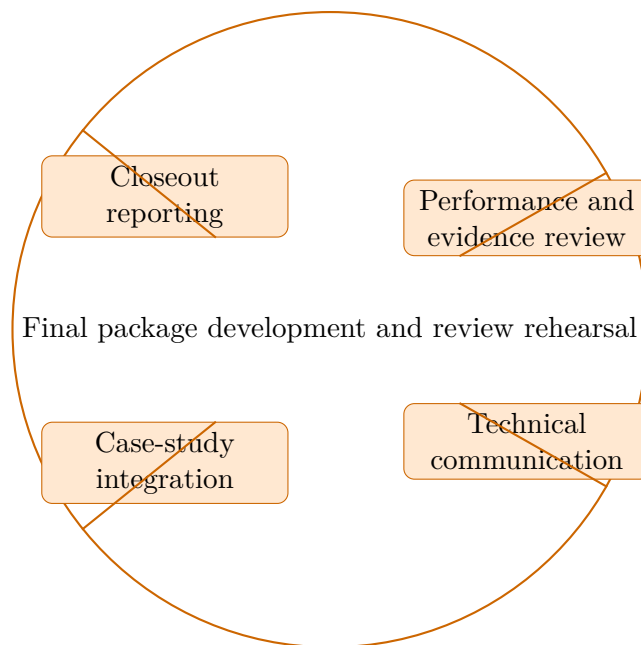 Closeout
reporting
Performance and
evidence review
Final package development and review rehearsal
Case-study
integration
Technical
communication